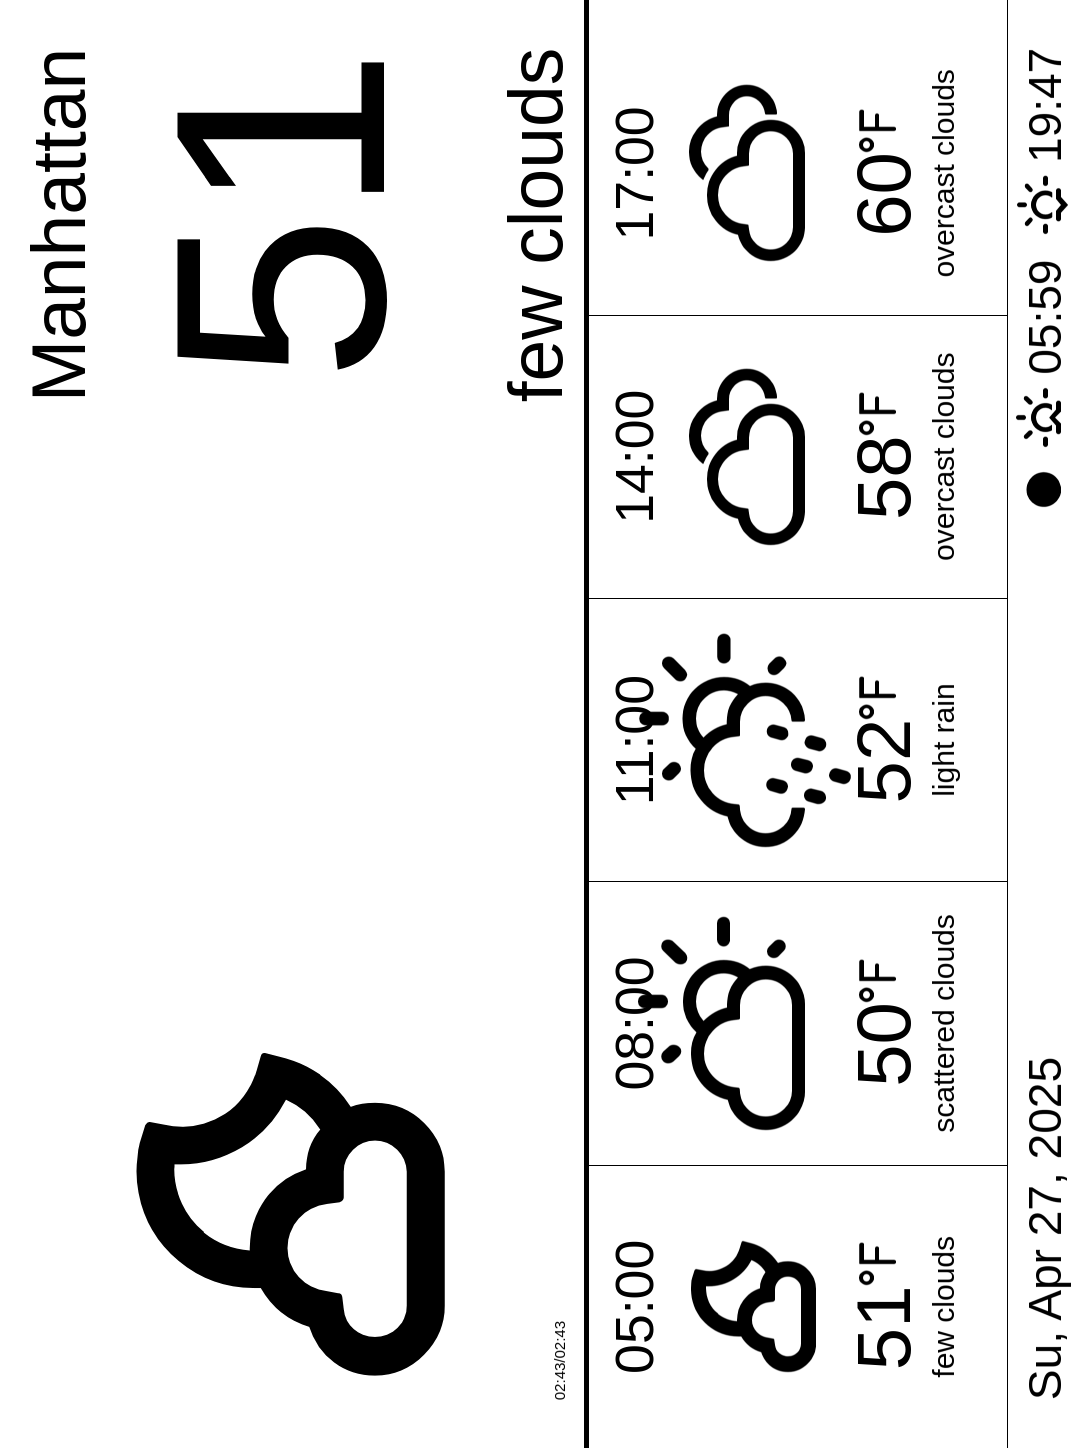 Manhattan
51
few clouds
02:43/02:43
05:00 08:00 11:00 14:00 17:00
51°F 50°F 52°F 58°F 60°F
few clouds scattered clouds light rain overcast clouds overcast clouds
Su, Apr 27, 2025 05:59 19:47